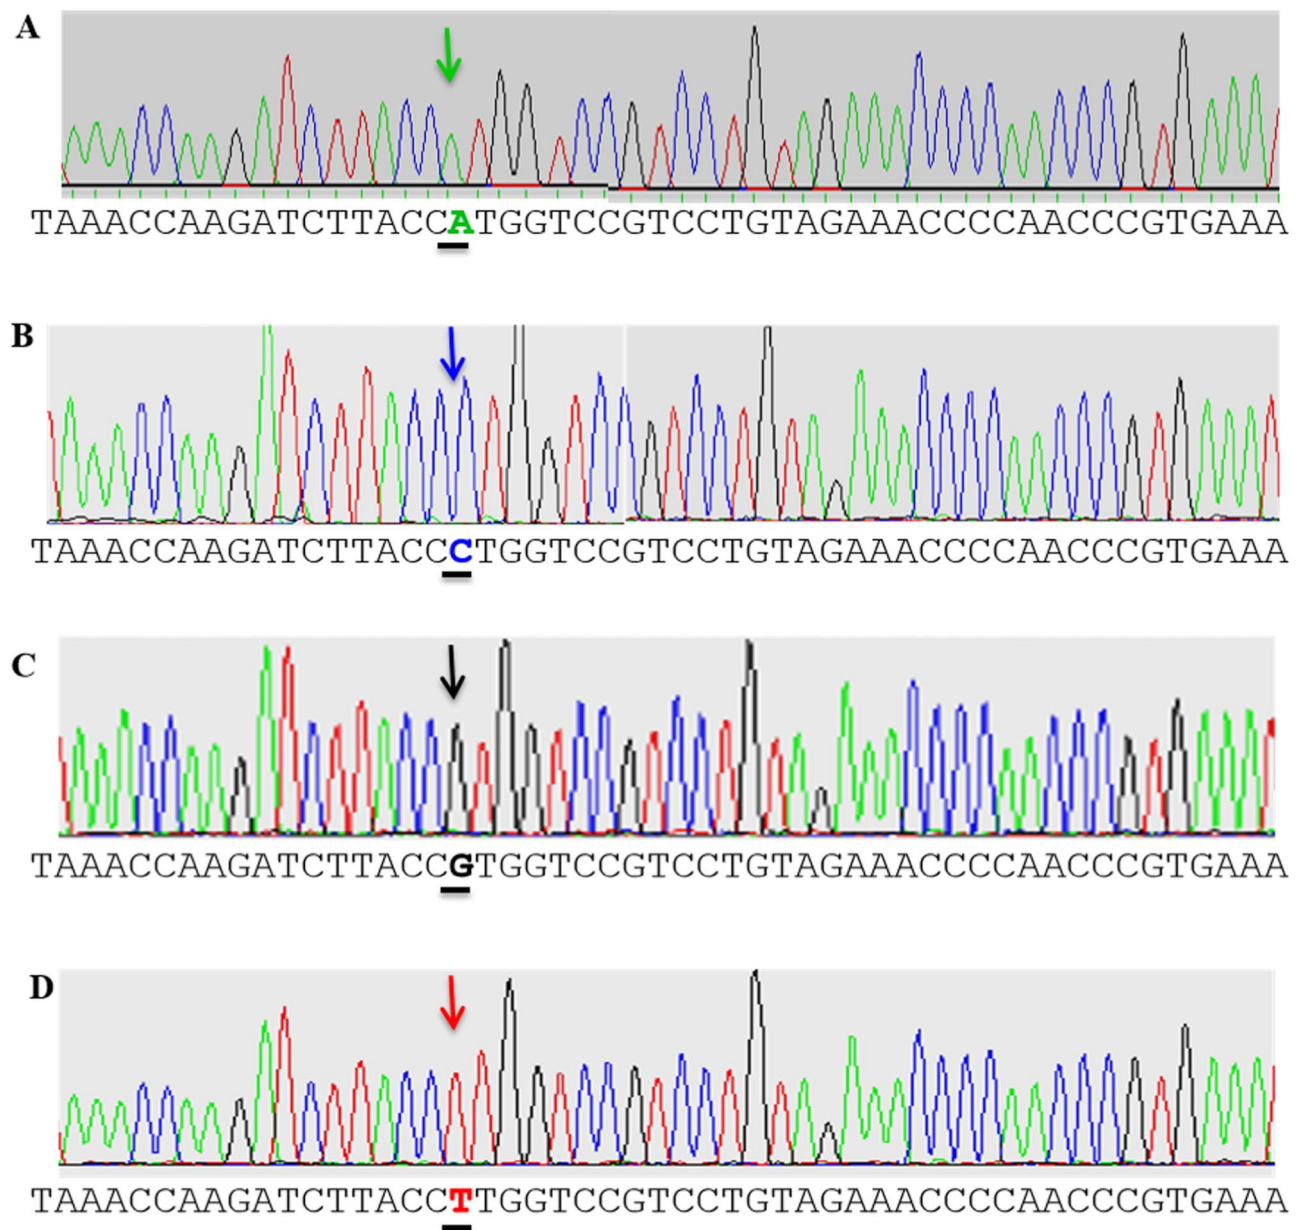 A
TAAACCAAGATCTTACCATGGTCCGTCCTGTAGAAACCCCAACCCGTGAAA
B
TAAACCAAGATCTTACCCTGGTCCGTCCTGTAGAAACCCCAACCCGTGAAA
C
TAAACCAAGATCTTACCGTGGTCCGTCCTGTAGAAACCCCAACCCGTGAAA
D
TAAACCAAGATCTTACCTTGGTCCGTCCTGTAGAAACCCCAACCCGTGAAA